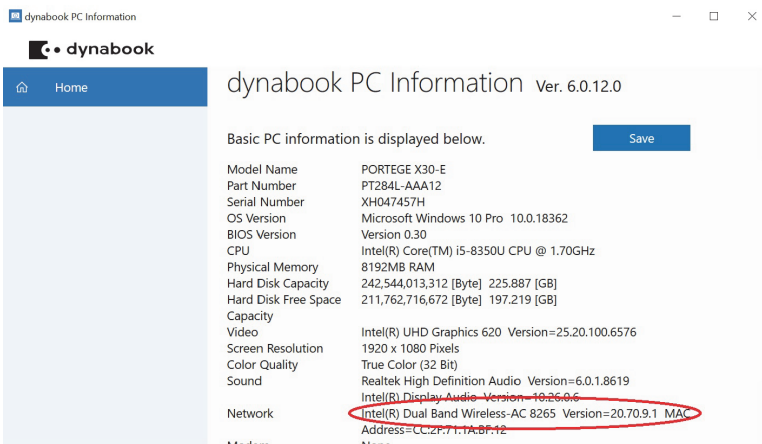 dynabook PC Information
dynabook
Home
dynabook PC Information Ver. 6.0.12.0
Basic PC information is displayed below.
Save
Model Name PORTEGE X30-E
Part Number PT284L-AAA12
Serial Number XH047457H
OS Version Microsoft Windows 10 Pro 10.0.18362
BIOS Version Version 0.30
CPU Intel(R) Core(TM) i5-8350U CPU @ 1.70GHz
Physical Memory 8192MB RAM
Hard Disk Capacity 242,544,013,312 [Byte] 225.887 [GB]
Hard Disk Free Space 211,762,716,672 [Byte] 197.219 [GB]
Capacity
Video Intel(R) UHD Graphics 620 Version=25.20.100.6576
Screen Resolution 1920 x 1080 Pixels
Color Quality True Color (32 Bit)
Sound Realtek High Definition Audio Version=6.0.1.8619
Intel(R) Display Audio Version=10.26.0.6
Network Intel(R) Dual Band Wireless-AC 8265 Version=20.70.9.1 MAC
Address=CC:2F:71:1A:BF:12
Modem None